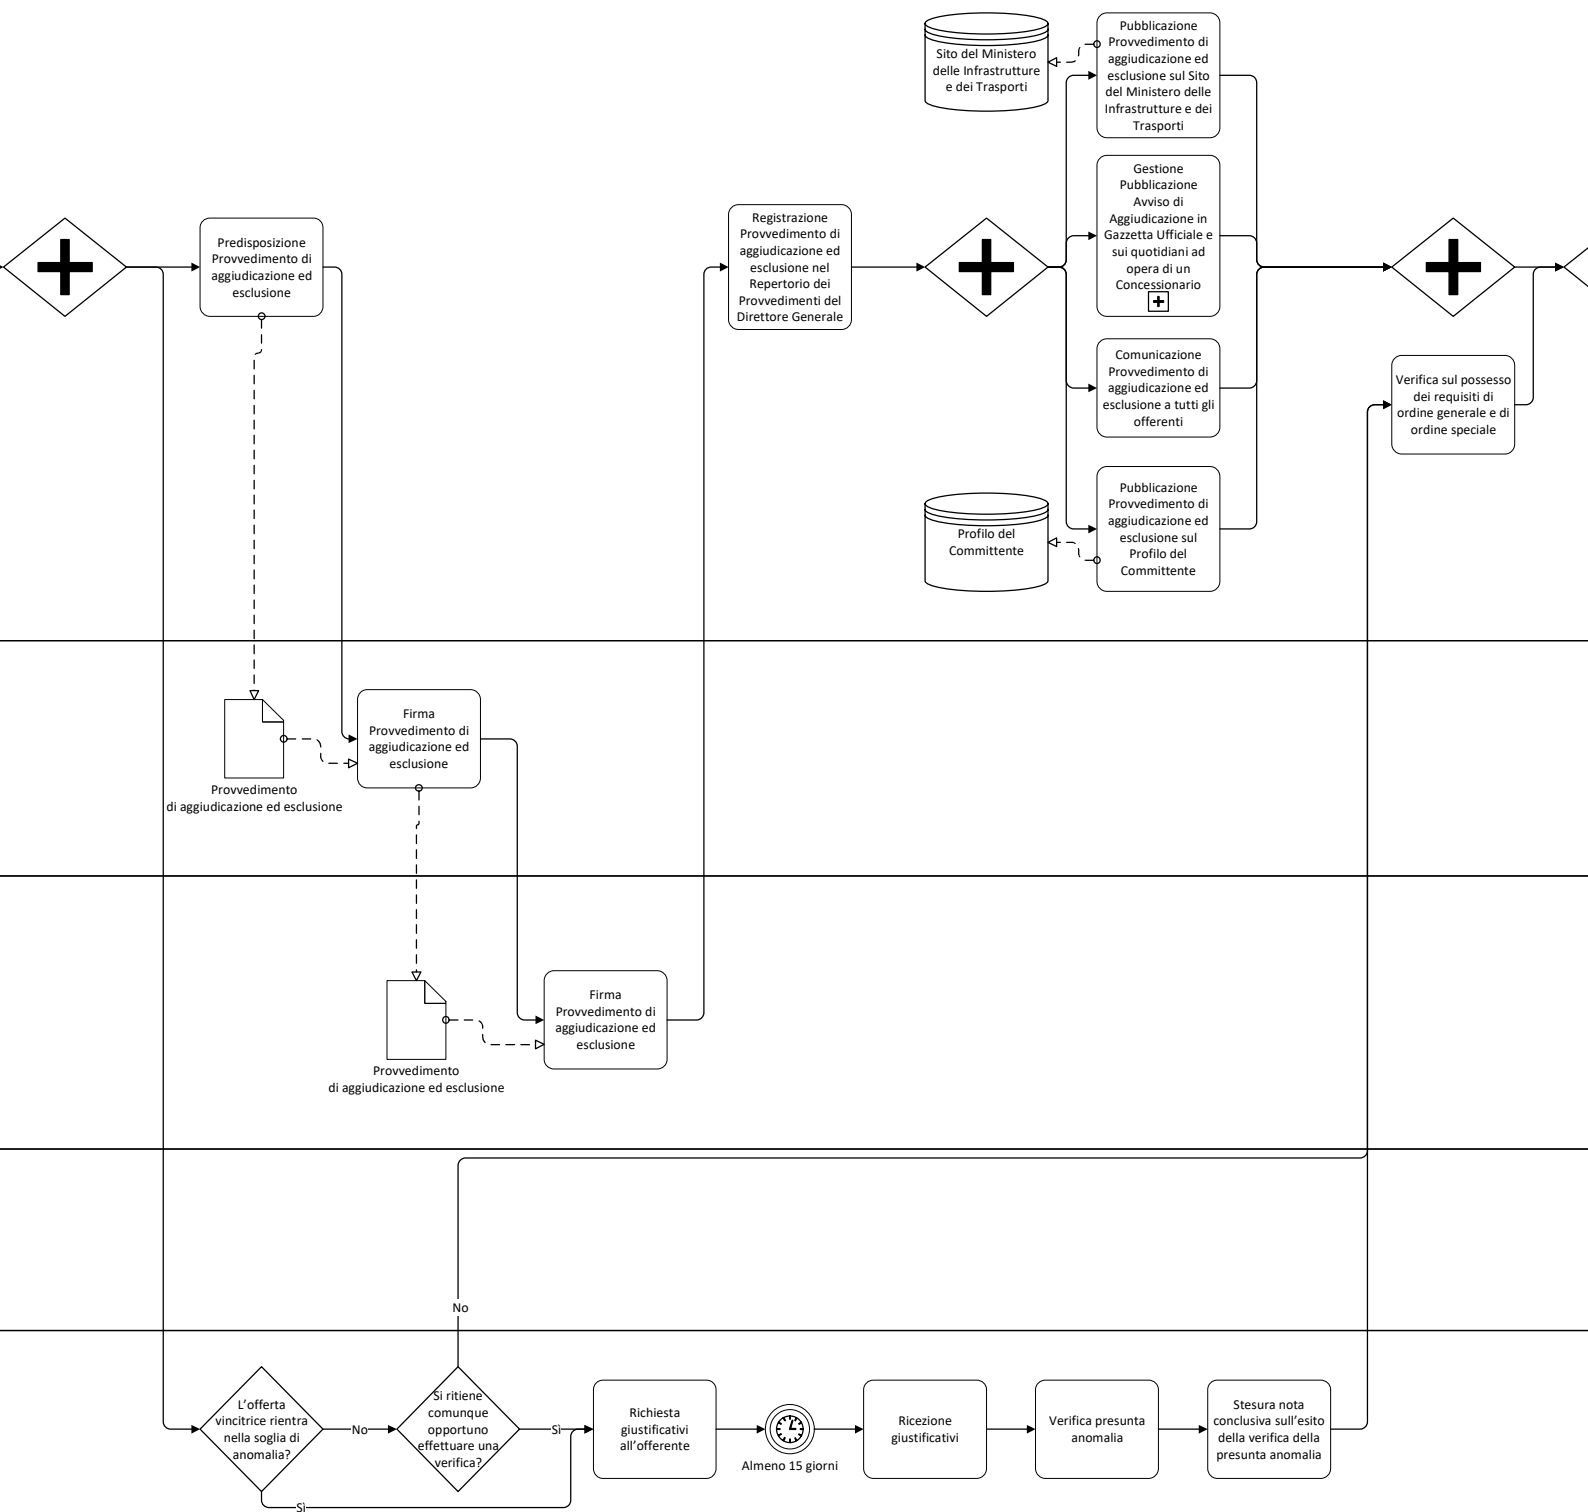 Sito del Ministero
delle Infrastrutture
e dei Trasporti
Pubblicazione
Provvedimento di
aggiudicazione ed
esclusione sul Sito
del Ministero delle
Infrastrutture e dei
Trasporti
Gestione
Pubblicazione
Avviso di
Aggiudicazione in
Gazzetta Ufficiale e
sui quotidiani ad
opera di un
Concessionario
Predisposizione
Provvedimento di
aggiudicazione ed
esclusione
Registrazione
Provvedimento di
aggiudicazione ed
esclusione nel
Repertorio dei
Provvedimenti del
Direttore Generale
Comunicazione
Provvedimento di
aggiudicazione ed
esclusione a tutti gli
offerenti
Verifica sul possesso
dei requisiti di
ordine generale e di
ordine speciale
Profilo del
Committente
Pubblicazione
Provvedimento di
aggiudicazione ed
esclusione sul
Profilo del
Committente
Provvedimento
di aggiudicazione ed esclusione
Firma
Provvedimento di
aggiudicazione ed
esclusione
Provvedimento
di aggiudicazione ed esclusione
Firma
Provvedimento di
aggiudicazione ed
esclusione
No
L’offerta
vincitrice rientra
nella soglia di
anomalia?
No
Si ritiene
comunque
opportuno
effettuare una
verifica?
Sì
Sì
Richiesta
giustificativi
all’offerente
Almeno 15 giorni
Ricezione
giustificativi
Verifica presunta
anomalia
Stesura nota
conclusiva sull’esito
della verifica della
presunta anomalia